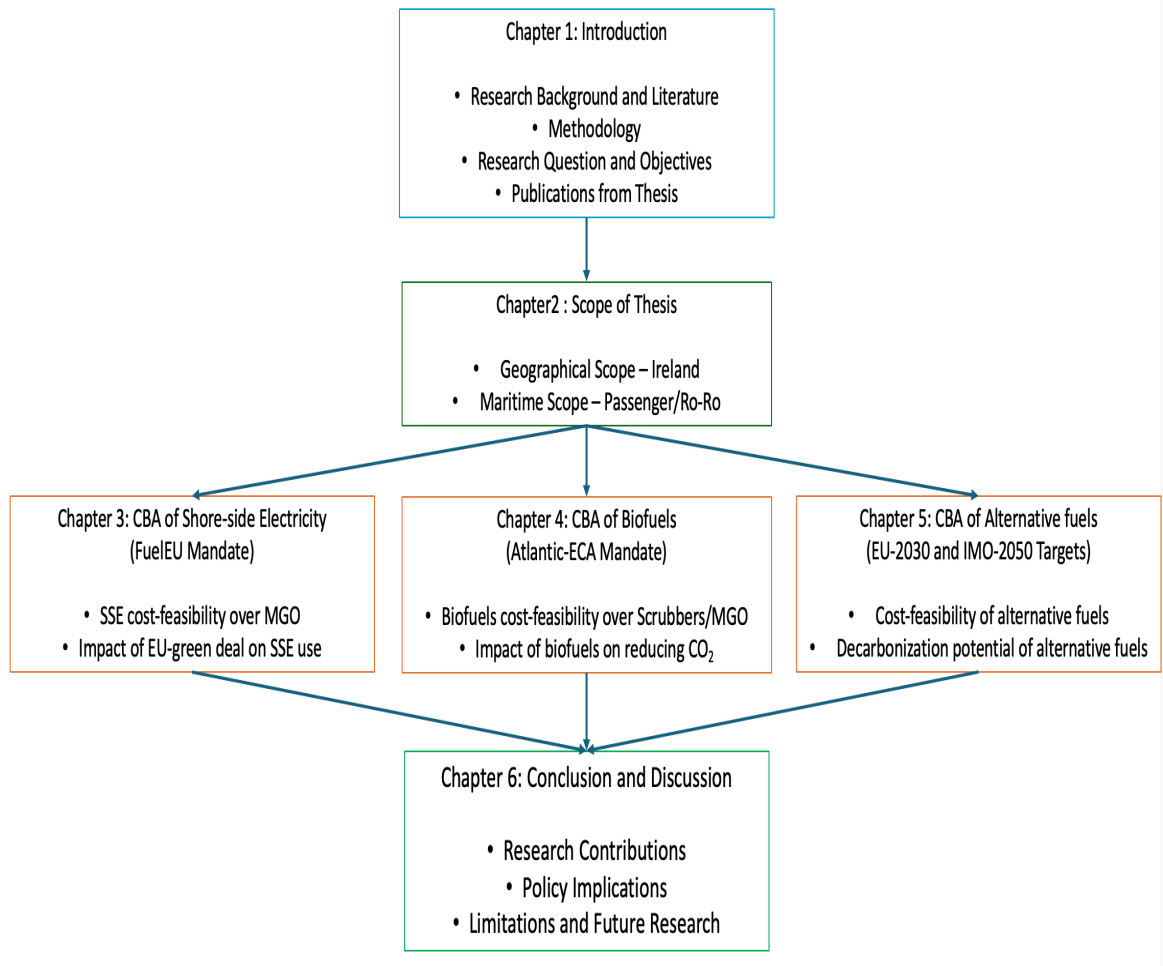 Chapter 1: Introduction
• Research Background and Literature
• Methodology
• Research Question and Objectives
• Publications from Thesis
Chapter2 : Scope of Thesis
• Geographical Scope – Ireland
• Maritime Scope – Passenger/Ro-Ro
Chapter 3: CBA of Shore-side Electricity
(FuelEU Mandate)
• SSE cost-feasibility over MGO
• Impact of EU-green deal on SSE use
Chapter 4: CBA of Biofuels
(Atlantic-ECA Mandate)
• Biofuels cost-feasibility over Scrubbers/MGO
• Impact of biofuels on reducing CO₂
Chapter 5: CBA of Alternative fuels
(EU-2030 and IMO-2050 Targets)
• Cost-feasibility of alternative fuels
• Decarbonization potential of alternative fuels
Chapter 6: Conclusion and Discussion
• Research Contributions
• Policy Implications
• Limitations and Future Research